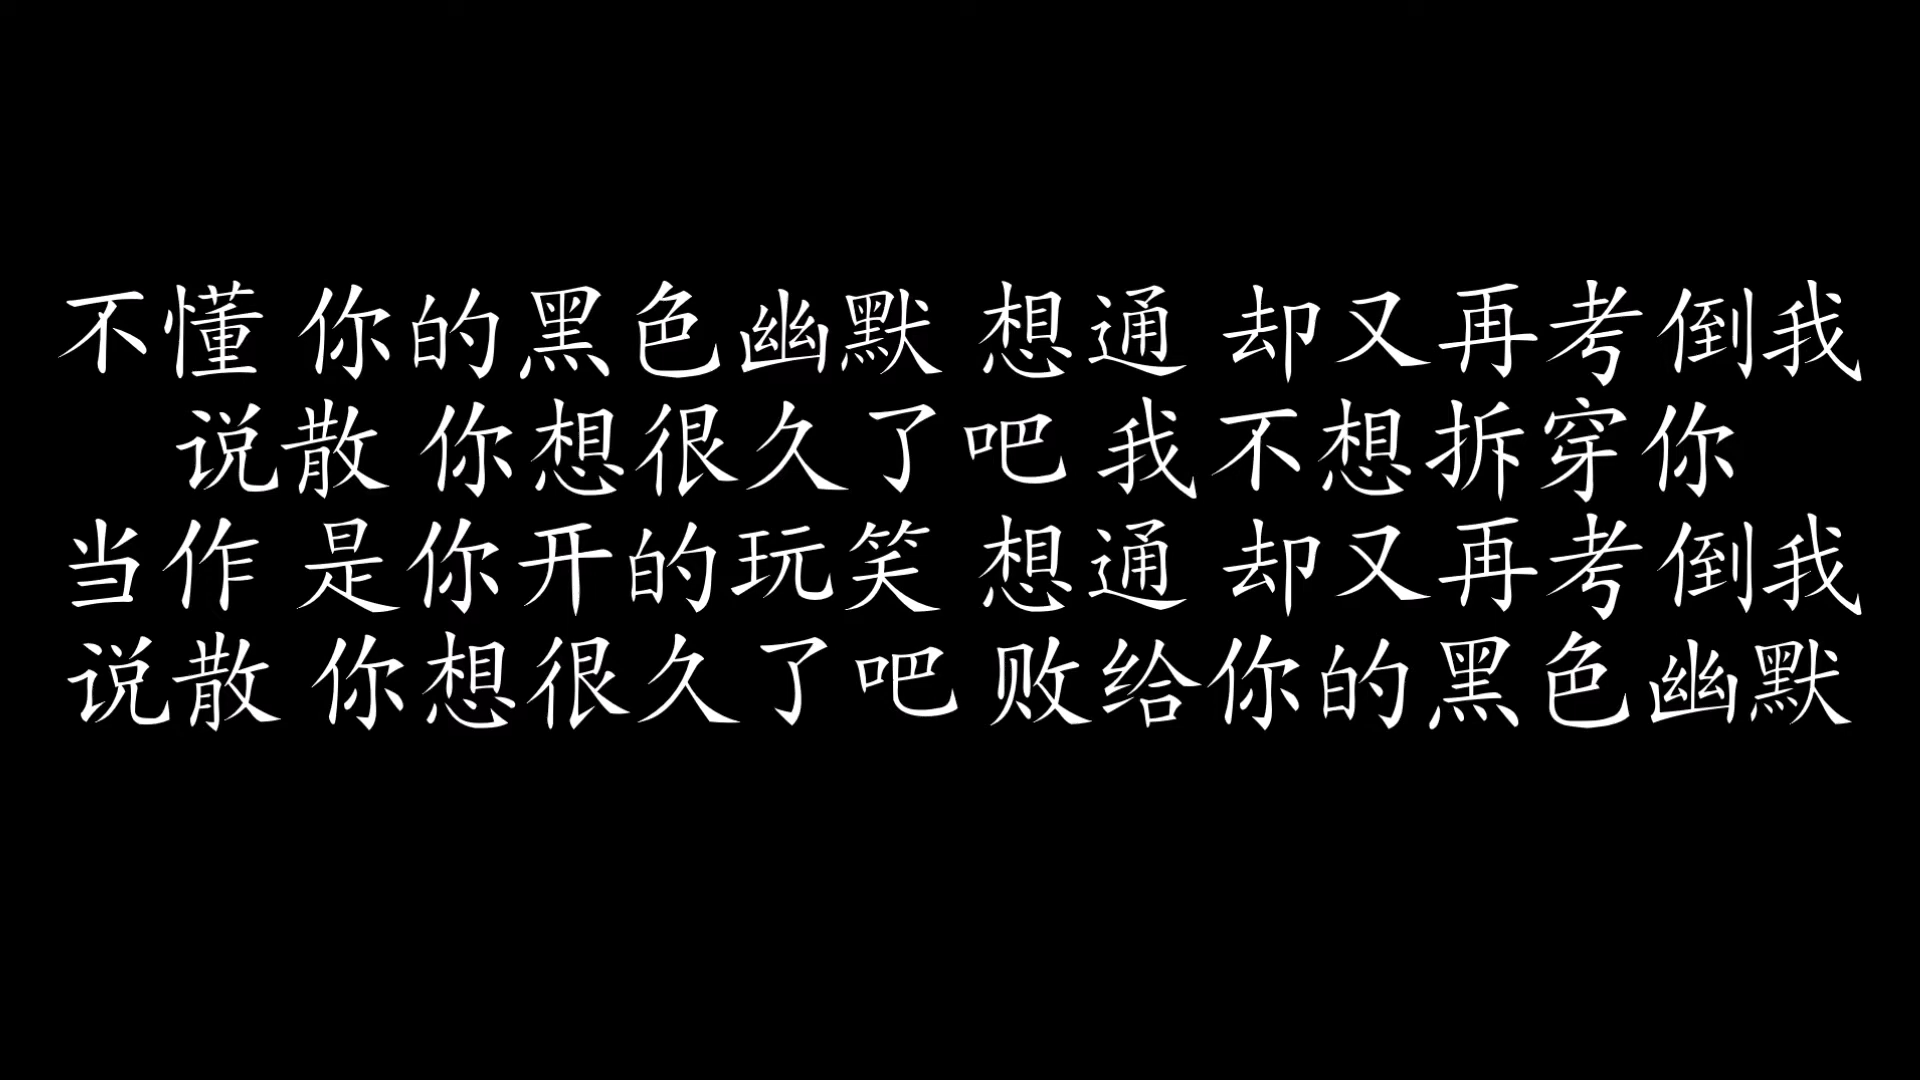 不懂 你的黑色幽默 想通 却又再考倒我
说散 你想很久了吧 我不想拆穿你
当作 是你开的玩笑 想通 却又再考倒我
说散 你想很久了吧 败给你的黑色幽默